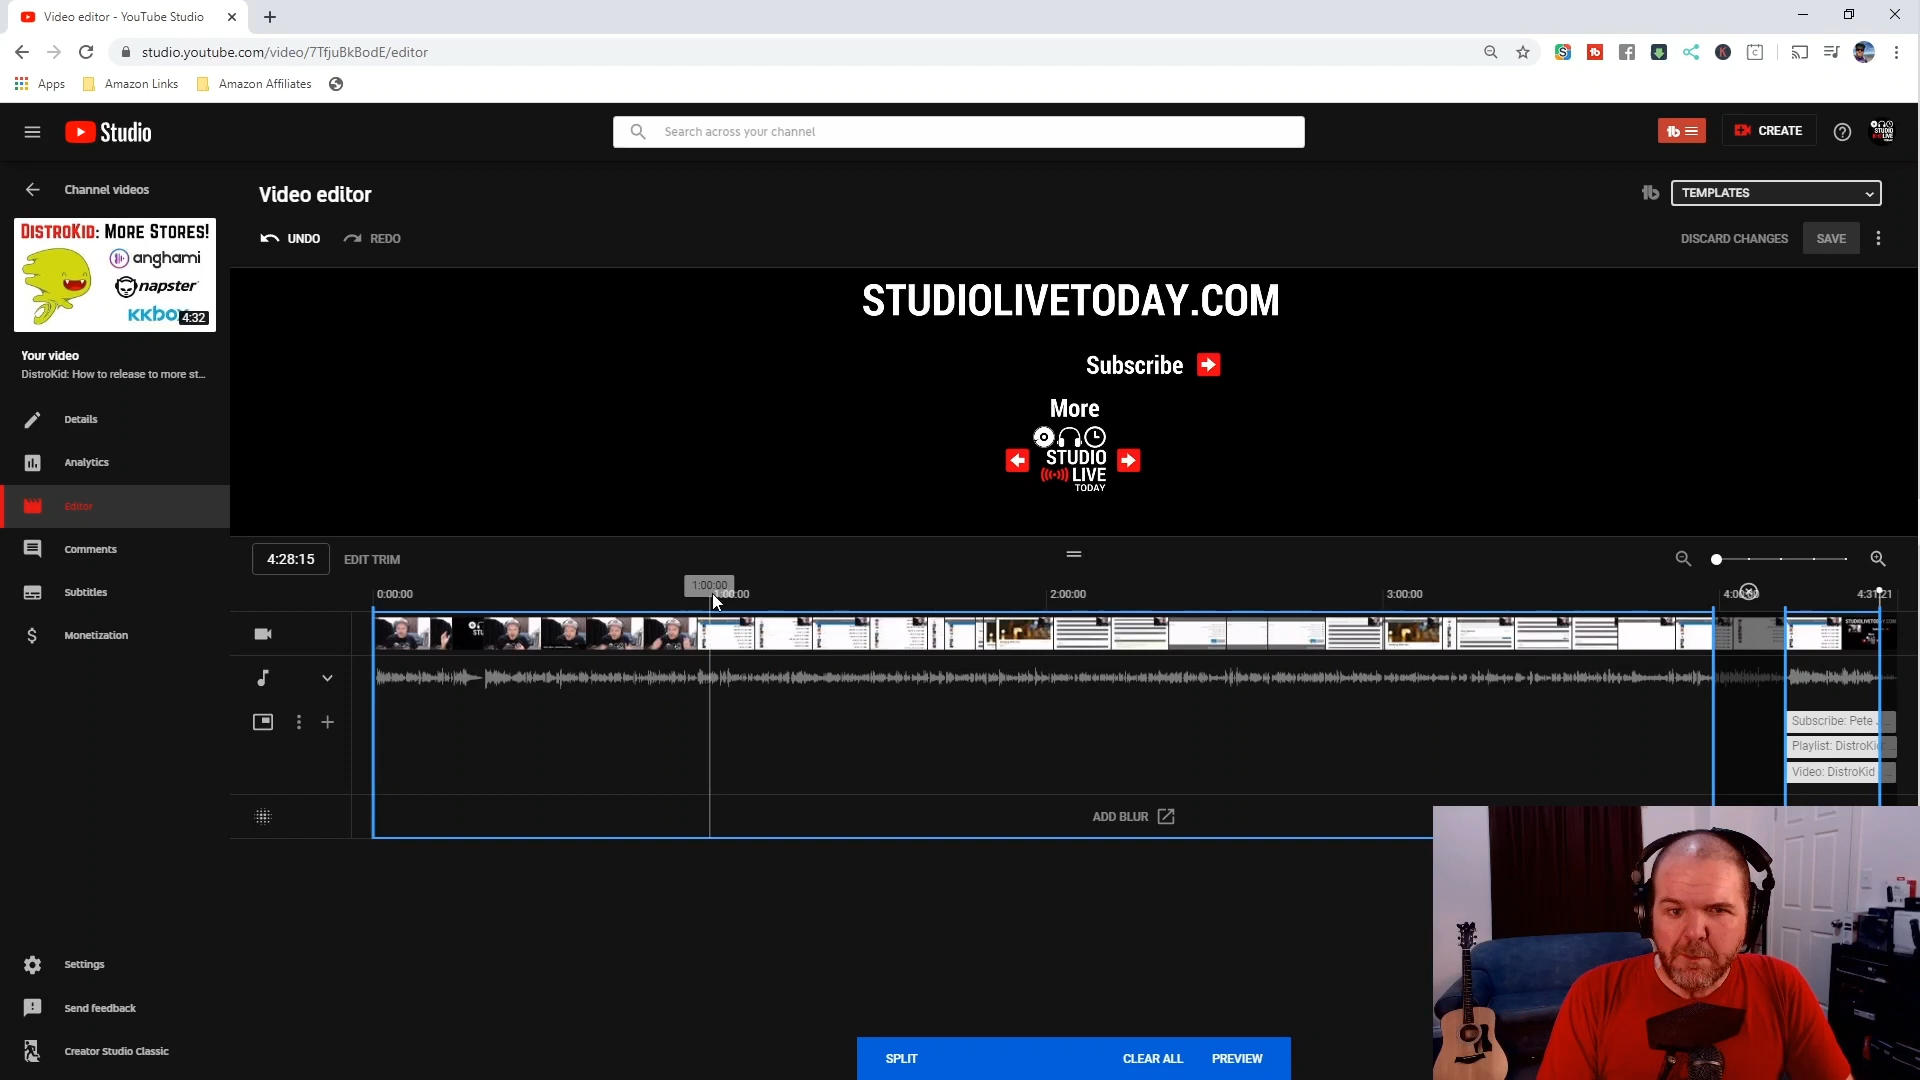 Video editor - YouTube Studio
studio.youtube.com/video/7TfjuBkBodE/editor
Apps
Amazon Links
Amazon Affiliates
Studio
Search across your channel
CREATE
Channel videos
Video editor
TEMPLATES
DISTROKID: MORE STORES!
anghami
napster
4:32
UNDO
REDO
DISCARD CHANGES
SAVE
STUDIOLIVETODAY.COM
Subscribe
More
STUDIO
LIVE
TODAY
Your video
DistroKid: How to release to more st...
Details
Analytics
Editor
Comments
Subtitles
Monetization
4:28:15
EDIT TRIM
0:00:00
1:00:00
2:00:00
3:00:00
4:31:21
Subscribe: Pete
Playlist: DistroKid
Video: DistroKid
ADD BLUR
Settings
Send feedback
Creator Studio Classic
SPLIT
CLEAR ALL
PREVIEW